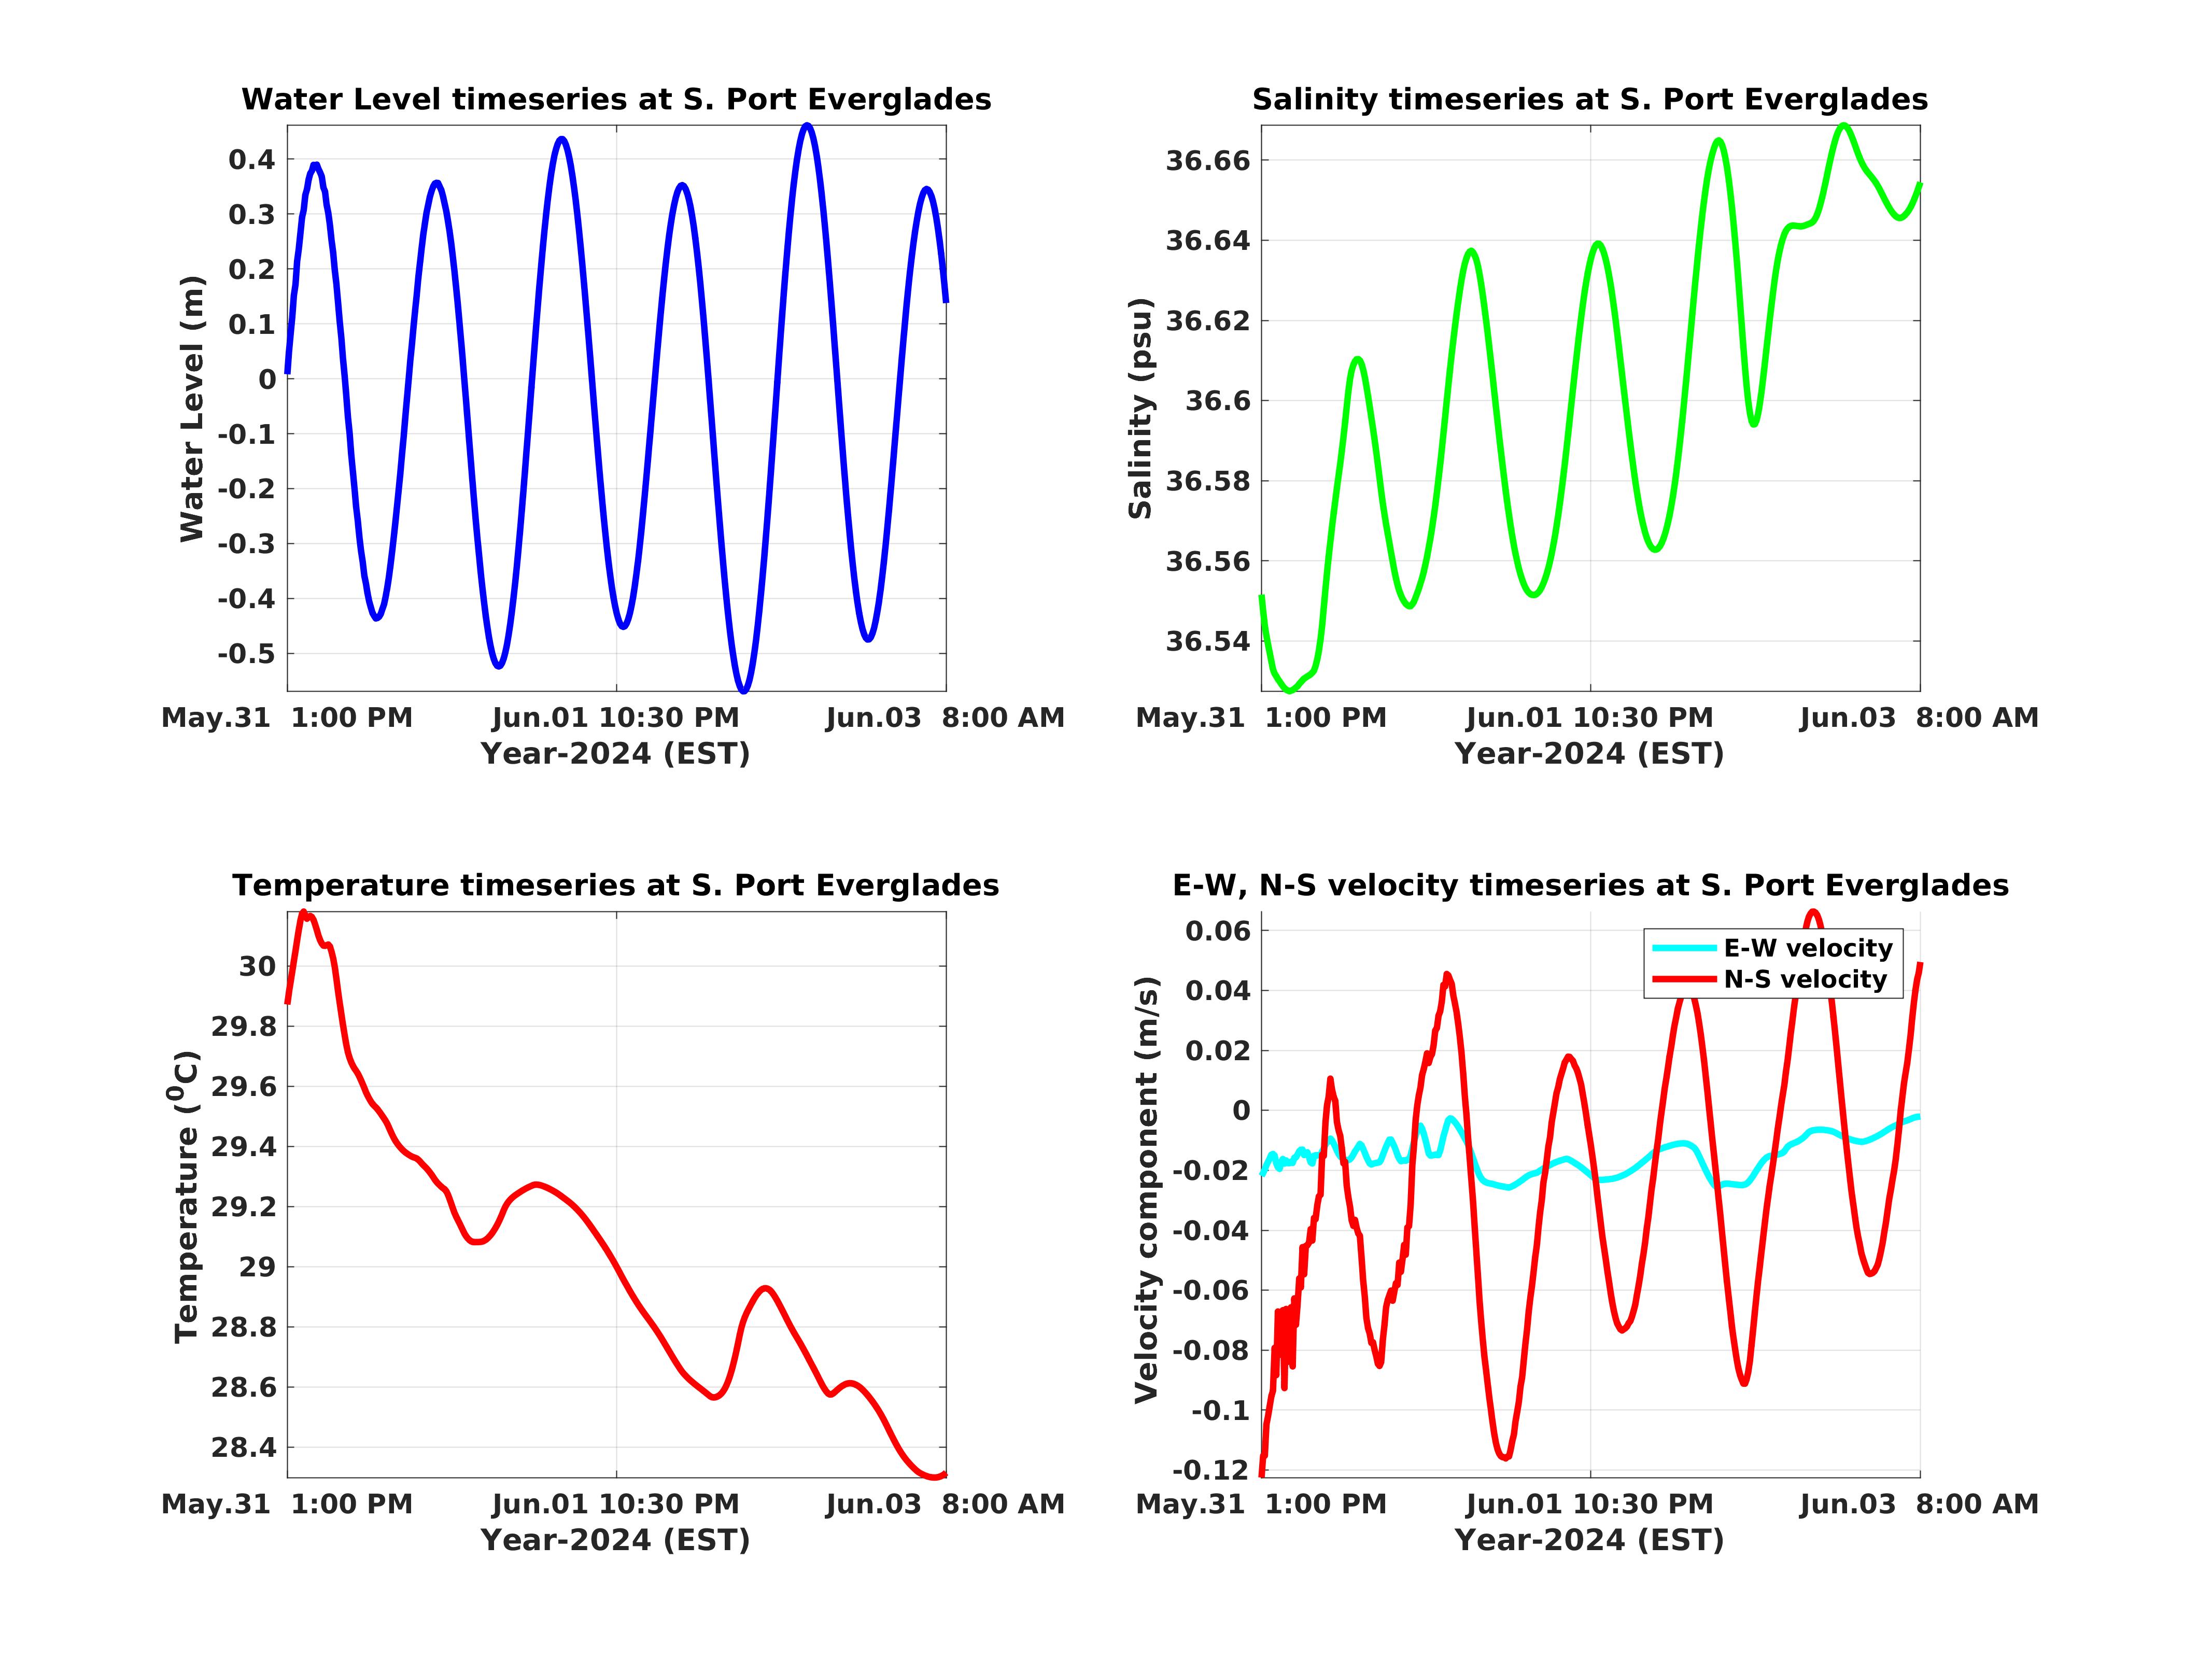 Water Level timeseries at S. Port Everglades
Water Level (m)
0.4
0.3
0.2
0.1
0
-0.1
-0.2
-0.3
-0.4
-0.5
May.31 1:00 PM
Jun.01 10:30 PM
Jun.03 8:00 AM
Year-2024 (EST)
Salinity timeseries at S. Port Everglades
Salinity (psu)
36.66
36.64
36.62
36.6
36.58
36.56
36.54
May.31 1:00 PM
Jun.01 10:30 PM
Jun.03 8:00 AM
Year-2024 (EST)
Temperature timeseries at S. Port Everglades
Temperature (⁰C)
30
29.8
29.6
29.4
29.2
29
28.8
28.6
28.4
May.31 1:00 PM
Jun.01 10:30 PM
Jun.03 8:00 AM
Year-2024 (EST)
E-W, N-S velocity timeseries at S. Port Everglades
Velocity component (m/s)
0.06
0.04
0.02
0
-0.02
-0.04
-0.06
-0.08
-0.1
-0.12
E-W velocity
N-S velocity
May.31 1:00 PM
Jun.01 10:30 PM
Jun.03 8:00 AM
Year-2024 (EST)